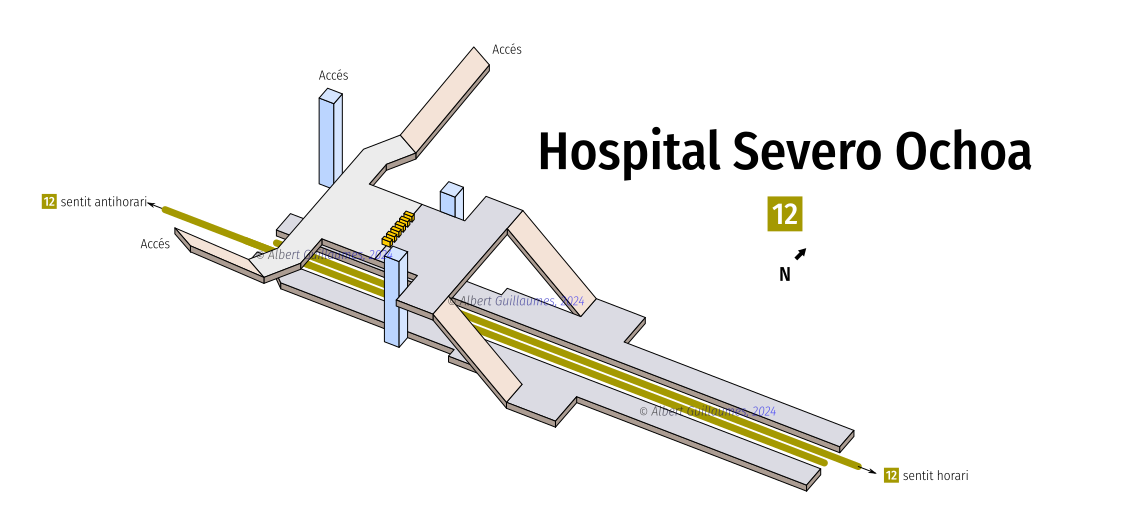 Accés
Accés
Hospital Severo Ochoa
12 sentit antihorari
12
Accés
© Albert Guillaumes, 2024
N
© Albert Guillaumes, 2024
© Albert Guillaumes, 2024
12 sentit horari